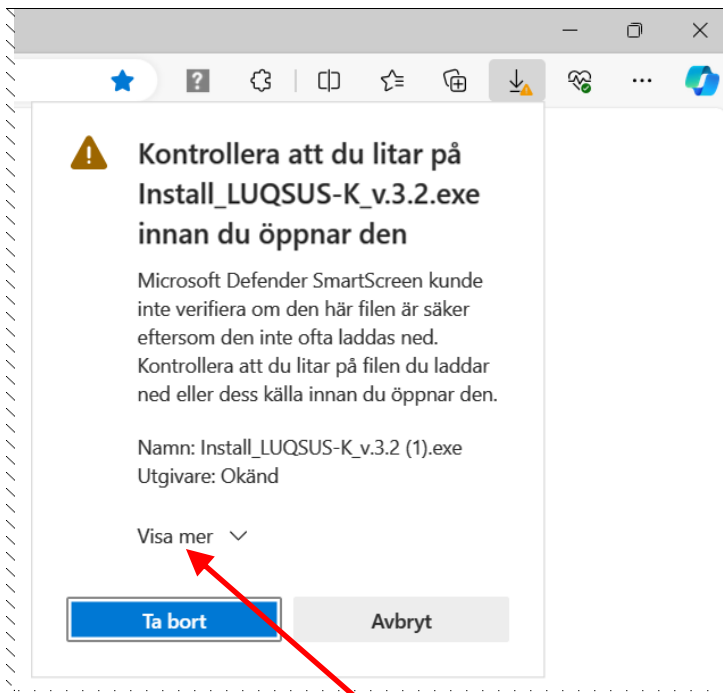 Kontrollera att du litar på
Install_LUQSUS-K_v.3.2.exe
innan du öppnar den
Microsoft Defender SmartScreen kunde
inte verifiera om den här filen är säker
eftersom den inte ofta laddas ned.
Kontrollera att du litar på filen du laddar
ned eller dess källa innan du öppnar den.
Namn: Install_LUQSUS-K_v.3.2 (1).exe
Utgivare: Okänd
Visa mer
Ta bort
Avbryt